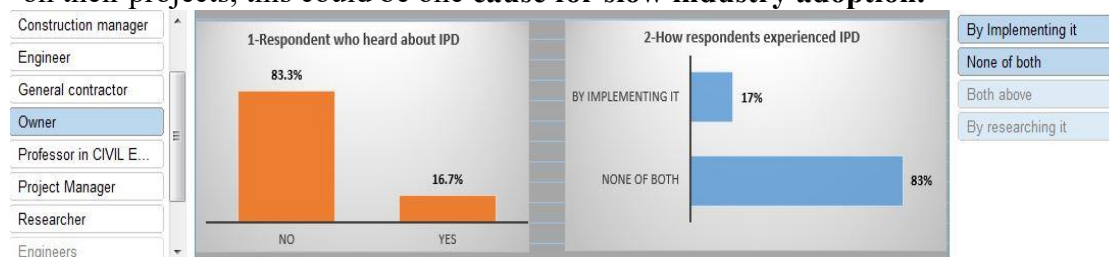 on their projects, this could be one cause for slow industry adoption.
Construction manager
Engineer
General contractor
Owner
Professor in CIVIL E...
Project Manager
Researcher
Engineers
1-Respondent who heard about IPD
83.3%
16.7%
NO
YES
2-How respondents experienced IPD
BY IMPLEMENTING IT
17%
NONE OF BOTH
83%
By Implementing it
None of both
Both above
By researching it